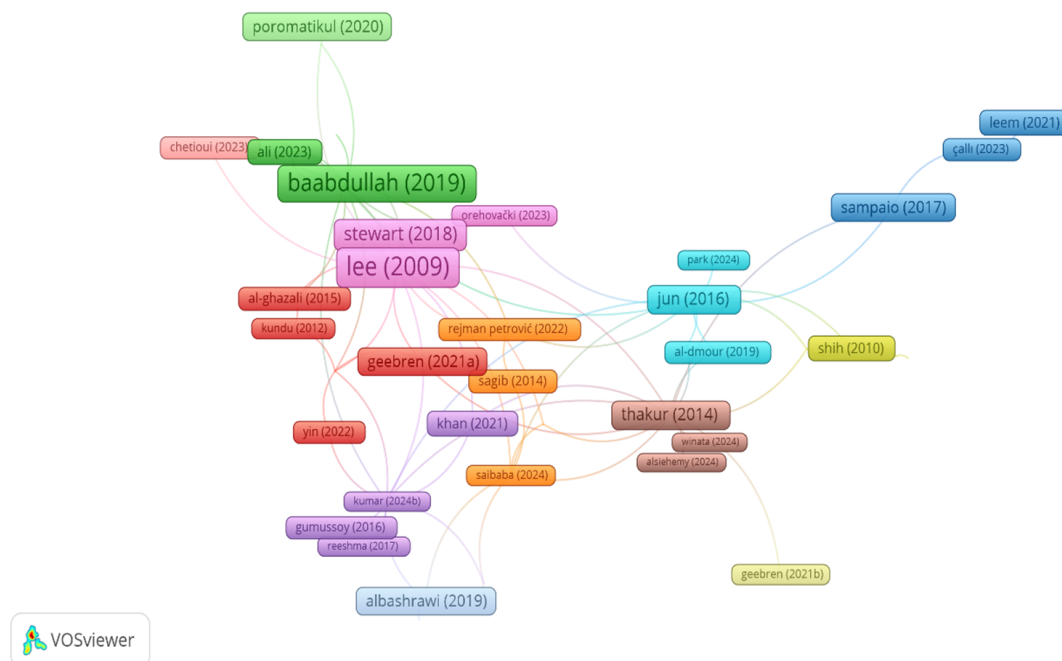 poromatikul (2020)
leem (2021)
chetioui (2023)
ali (2023)
çallı (2023)
baabdullah (2019)
sampaio (2017)
orehovački (2023)
stewart (2018)
park (2024)
lee (2009)
al-ghazali (2015)
jun (2016)
kundu (2012)
rejman petrović (2022)
shih (2010)
al-dmour (2019)
geebren (2021a)
sagib (2014)
thakur (2014)
khan (2021)
yin (2022)
winata (2024)
alsiehemy (2024)
saibaba (2024)
kumar (2024b)
gumussoy (2016)
reeshma (2017)
geebren (2021b)
albashrawi (2019)
VOSviewer